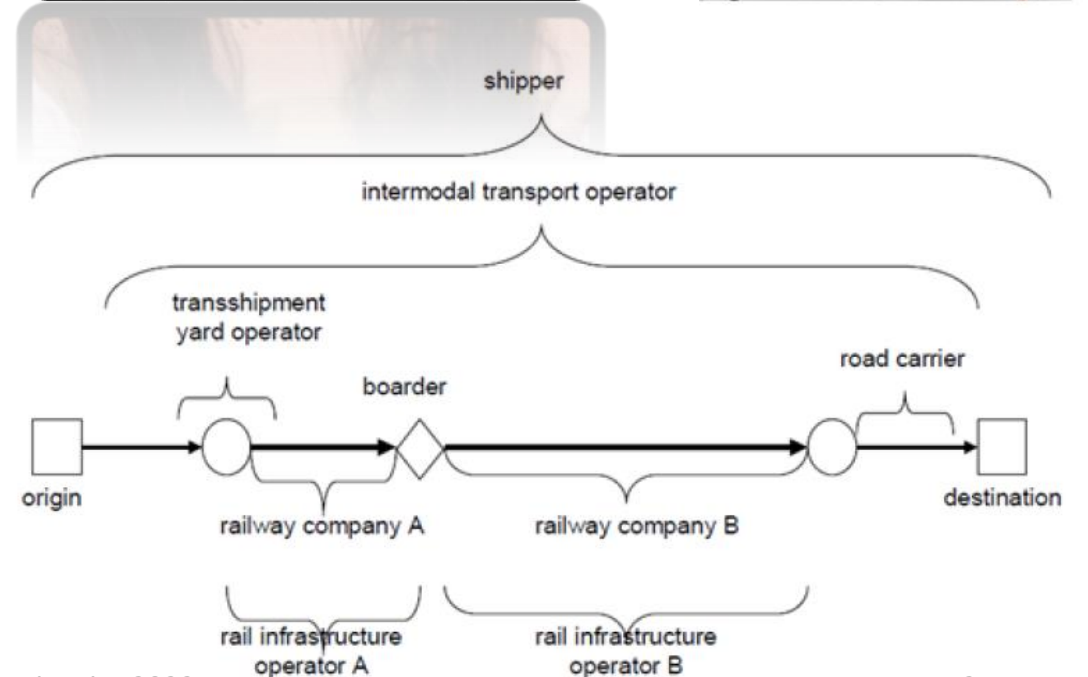 shipper
intermodal transport operator
transshipment
yard operator
road carrier
boarder
origin
destination
railway company A
railway company B
rail infrastructure
operator A
rail infrastructure
operator B